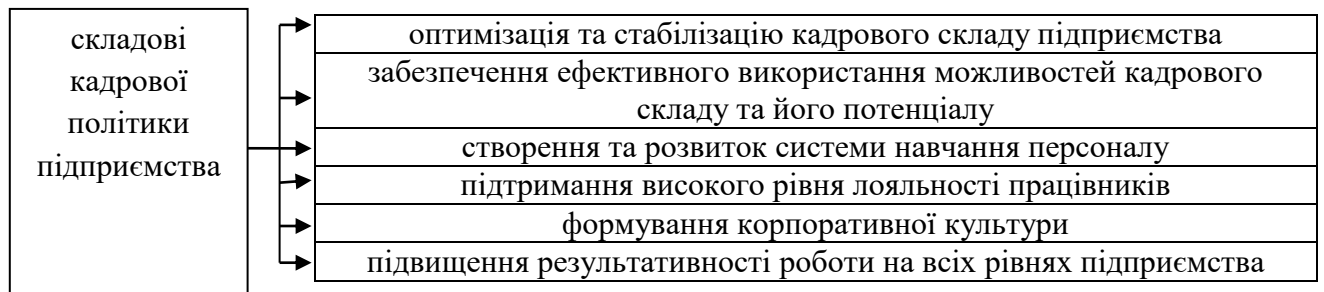 складові
кадрової
політики
підприємства
оптимізація та стабілізацію кадрового складу підприємства
забезпечення ефективного використання можливостей кадрового
складу та його потенціалу
створення та розвиток системи навчання персоналу
підтримання високого рівня лояльності працівників
формування корпоративної культури
підвищення результативності роботи на всіх рівнях підприємства